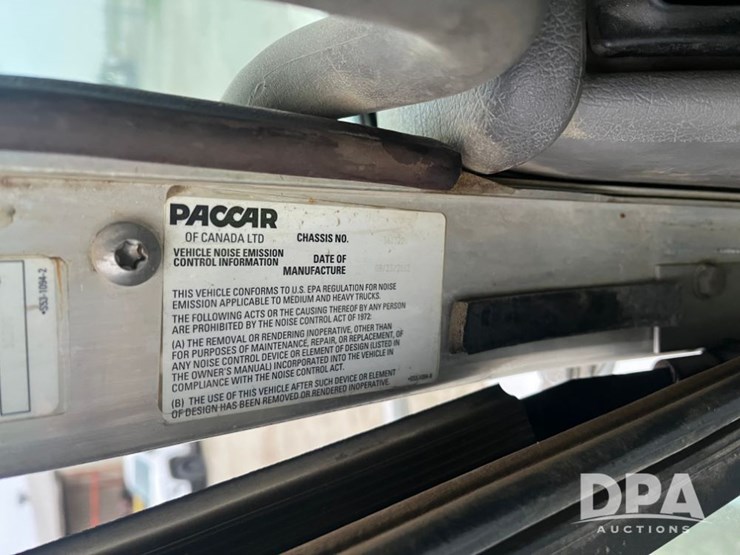 PACCAR
OF CANADA LTD
CHASSIS NO.
VEHICLE NOISE EMISSION
CONTROL INFORMATION
DATE OF
MANUFACTURE
THIS VEHICLE CONFORMS TO U.S. EPA REGULATION FOR NOISE
EMISSION APPLICABLE TO MEDIUM AND HEAVY TRUCKS.
THE FOLLOWING ACTS OR THE CAUSING THEREOF BY ANY PERSON
ARE PROHIBITED BY THE NOISE CONTROL ACT OF 1972:
(A) THE REMOVAL OR RENDERING INOPERATIVE, OTHER THAN
FOR PURPOSES OF MAINTENANCE, REPAIR, OR REPLACEMENT, OF
ANY NOISE CONTROL DEVICE OR ELEMENT OF DESIGN (LISTED IN
THE OWNER'S MANUAL) INCORPORATED INTO THE VEHICLE IN
COMPLIANCE WITH THE NOISE CONTROL ACT.
(B) THE USE OF THIS VEHICLE AFTER SUCH DEVICE OR ELEMENT
OF DESIGN HAS BEEN REMOVED OR RENDERED INOPERATIVE.
DPA
AUCTIONS